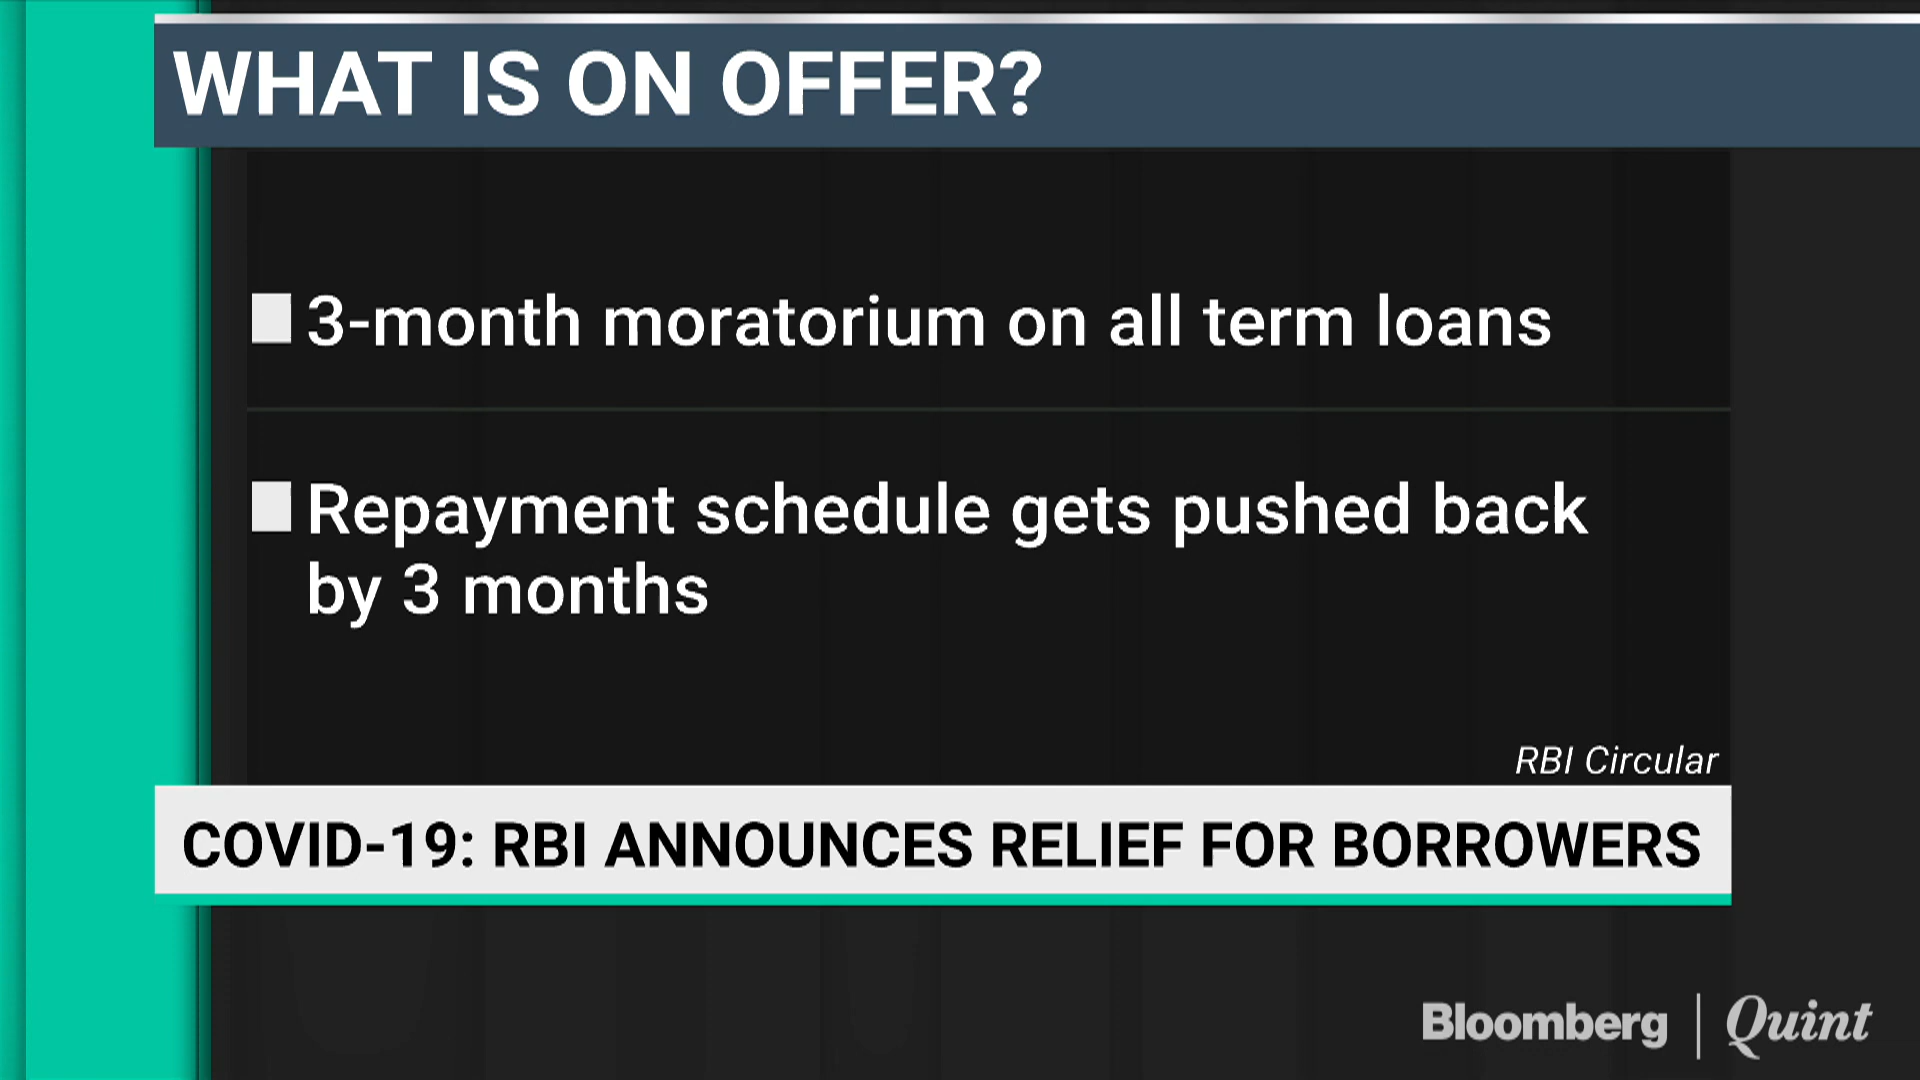 WHAT IS ON OFFER?
3-month moratorium on all term loans
Repayment schedule gets pushed back
by 3 months
RBI Circular
COVID-19: RBI ANNOUNCES RELIEF FOR BORROWERS
Bloomberg | Quint